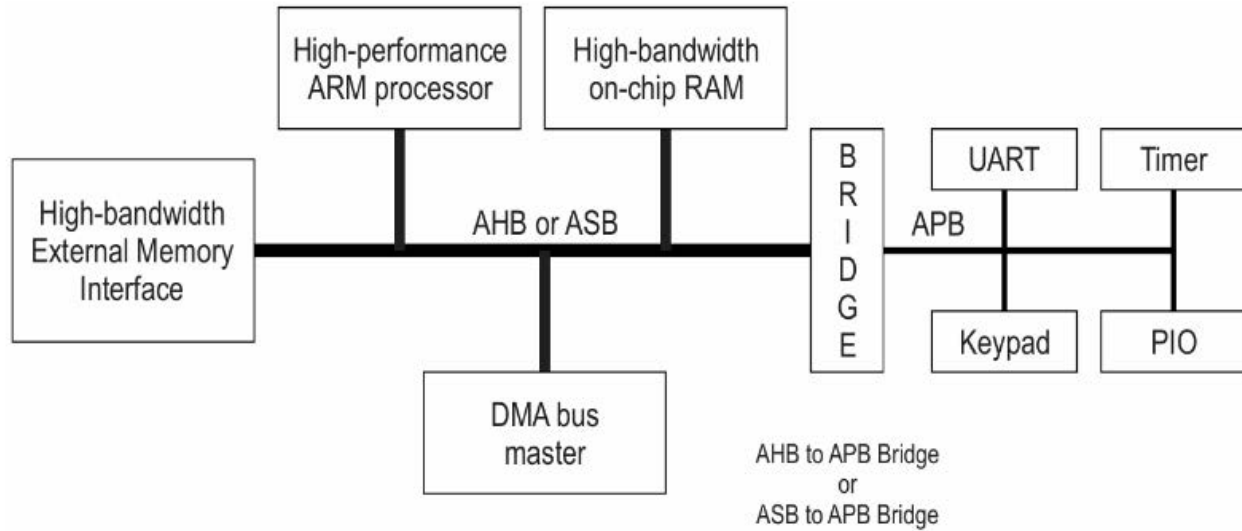 High-performance
ARM processor
High-bandwidth
on-chip RAM
High-bandwidth
External Memory
Interface
AHB or ASB
B
R
I
D
G
E
UART
Timer
APB
Keypad
PIO
DMA bus
master
AHB to APB Bridge
or
ASB to APB Bridge